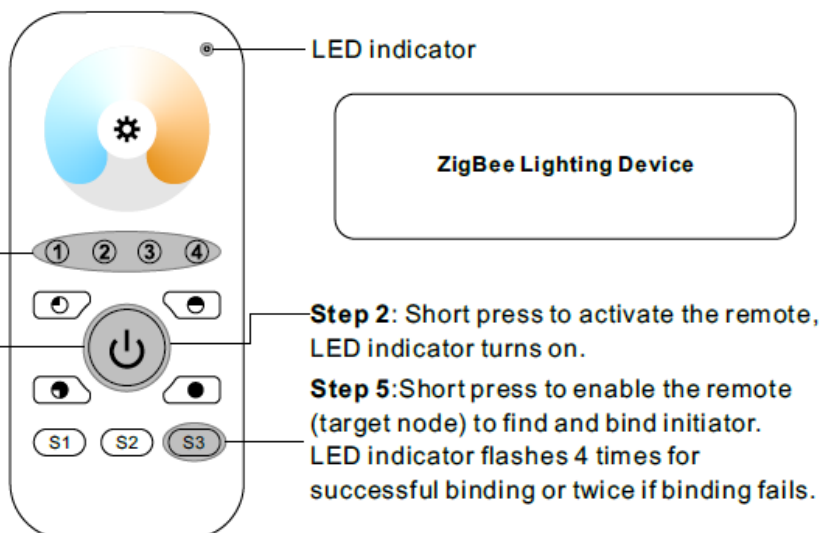 LED indicator
ZigBee Lighting Device
1 2 3 4
Step 2: Short press to activate the remote,
LED indicator turns on.
Step 5:Short press to enable the remote
(target node) to find and bind initiator.
S1 S2 S3
LED indicator flashes 4 times for
successful binding or twice if binding fails.